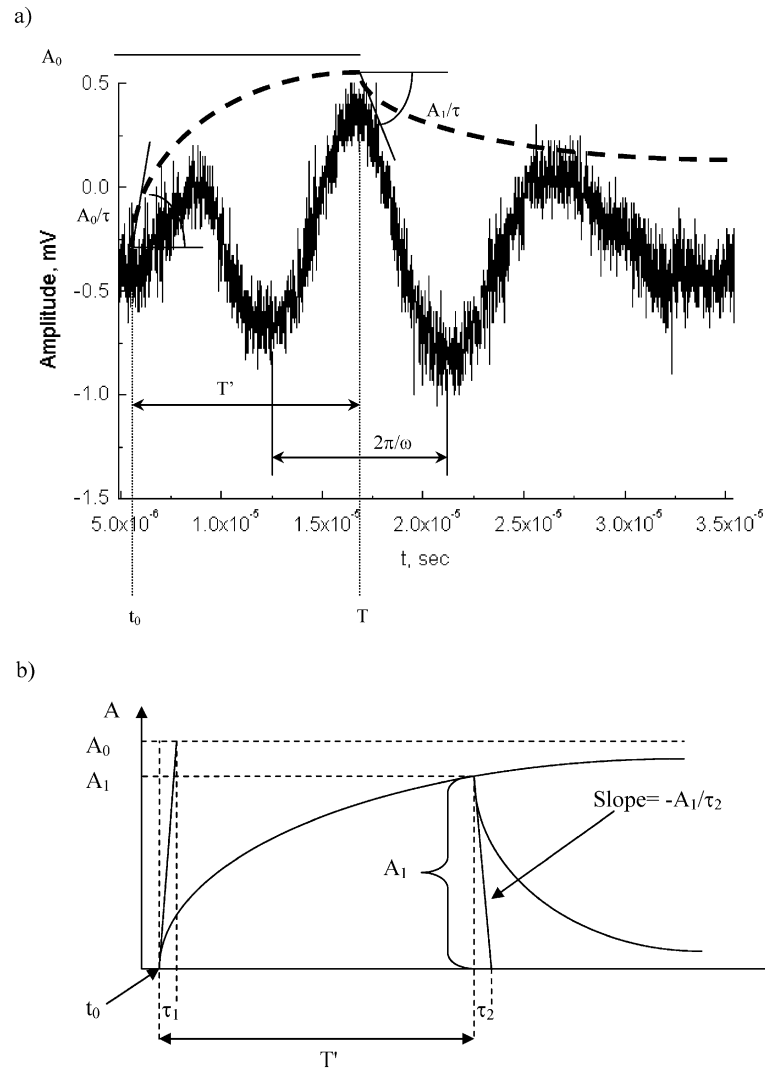 a)
A₀
0.5
A₁/τ
0.0
A₀/τ
Amplitude, mV
-0.5
T’
-1.0
2π/ω
-1.5
5.0x10⁻⁶ 1.0x10⁻⁵ 1.5x10⁻⁵ 2.0x10⁻⁵ 2.5x10⁻⁵ 3.0x10⁻⁵ 3.5x10⁻⁵
t, sec
t₀ T
b)
A
A₀
A₁
Slope= -A₁/τ₂
A₁
t₀ τ₁ τ₂
T'